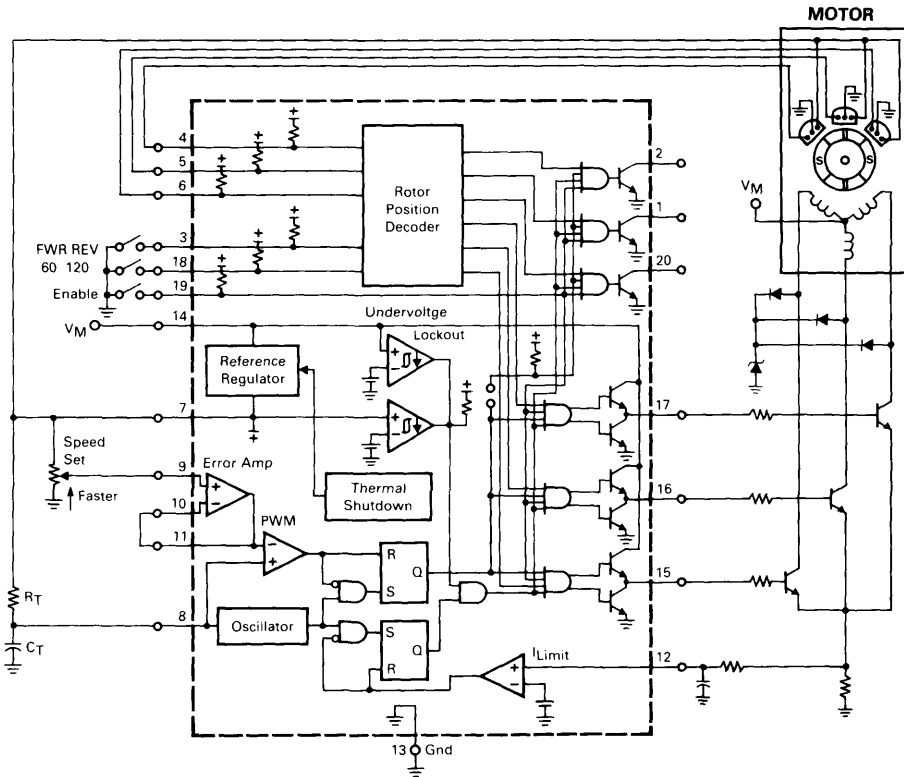 MOTOR
4
5
6
Rotor
Position
Decoder
2
1
20
VM
S
S
FWR REV
60 120
Enable
3
18
19
VM
14
Undervoltge
Lockout
Reference
Regulator
7
17
Speed
Set
Faster
9
10
11
Error Amp
Thermal
Shutdown
16
PWM
R
Q
S
15
RT
8
Oscillator
S
Q
R
CT
ILimit
12
13 Gnd